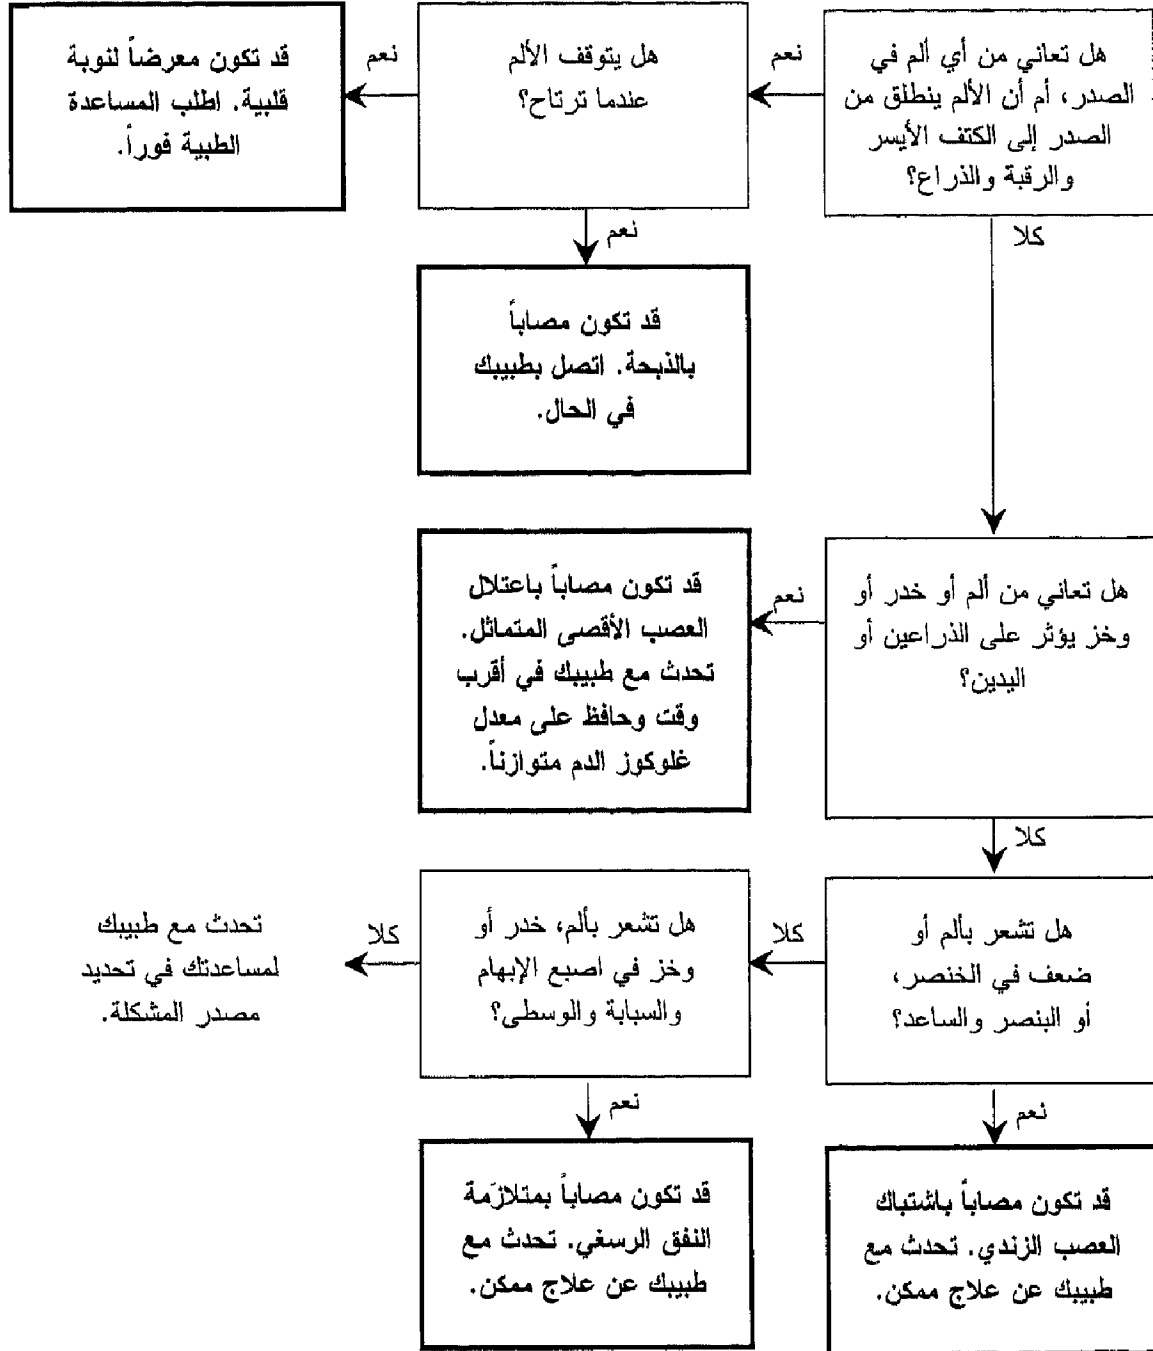 هل تعاني من أي ألم في
الصدر، أم أن الألم ينطلق من
الصدر إلى الكتف الأيسر
والرقبة والذراع؟
نعم
هل يتوقف الألم
عندما ترتاح؟
نعم
قد تكون معرضاً لنوبة
قلبية. اطلب المساعدة
الطبية فوراً.
نعم
قد تكون مصاباً
بالذبحة. اتصل بطبيبك
في الحال.
كلا
هل تعاني من ألم أو خدر أو
وخز يؤثر على الذراعين أو
اليدين؟
نعم
قد تكون مصاباً باعتلال
العصب الأقصى المتماثل.
تحدث مع طبيبك في أقرب
وقت وحافظ على معدل
غلوكوز الدم متوازناً.
كلا
هل تشعر بألم أو
ضعف في الخنصر،
أو البنصر والساعد؟
كلا
هل تشعر بألم، خدر أو
وخز في اصبع الإبهام
والسبابة والوسطى؟
كلا
تحدث مع طبيبك
لمساعدتك في تحديد
مصدر المشكلة.
نعم
قد تكون مصاباً باشتباك
العصب الزندي. تحدث مع
طبيبك عن علاج ممكن.
نعم
قد تكون مصاباً بمتلازَمة
النفق الرسغي. تحدث مع
طبيبك عن علاج ممكن.